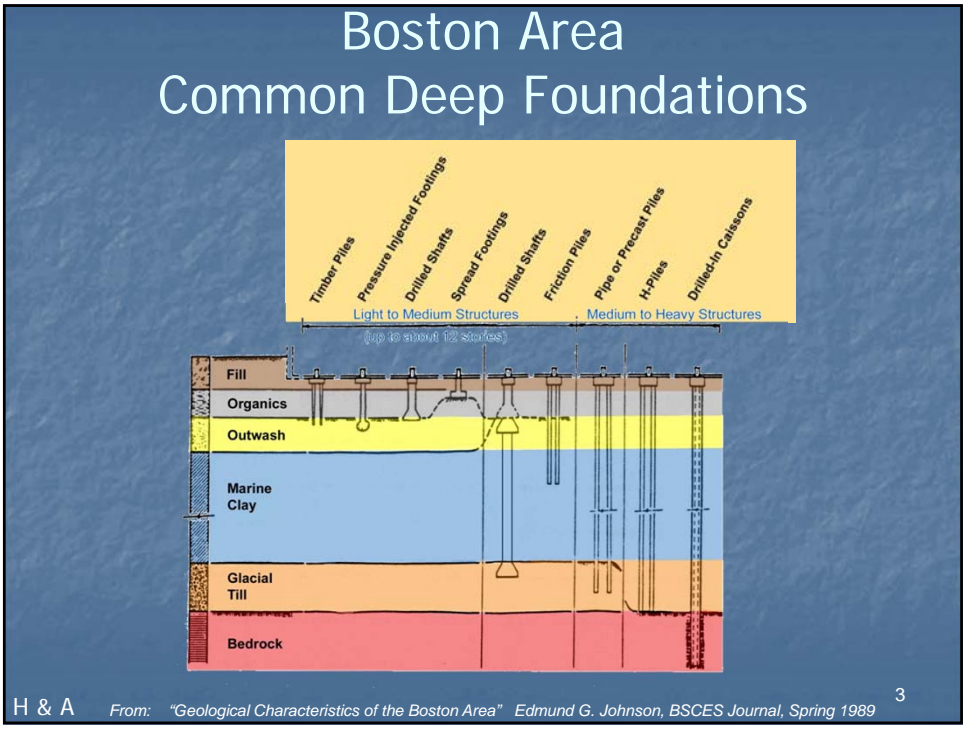 Boston Area
Common Deep Foundations
Timber Piles
Pressure Injected Footings
Drilled Shafts
Spread Footings
Drilled Shafts
Friction Piles
Pipe or Precast Piles
H-Piles
Drilled-In Caissons
Light to Medium Structures
Medium to Heavy Structures
(up to about 12 stories)
Fill
Organics
Outwash
Marine
Clay
Glacial
Till
Bedrock
3
H & A From: "Geological Characteristics of the Boston Area" Edmund G. Johnson, BSCES Journal, Spring 1989